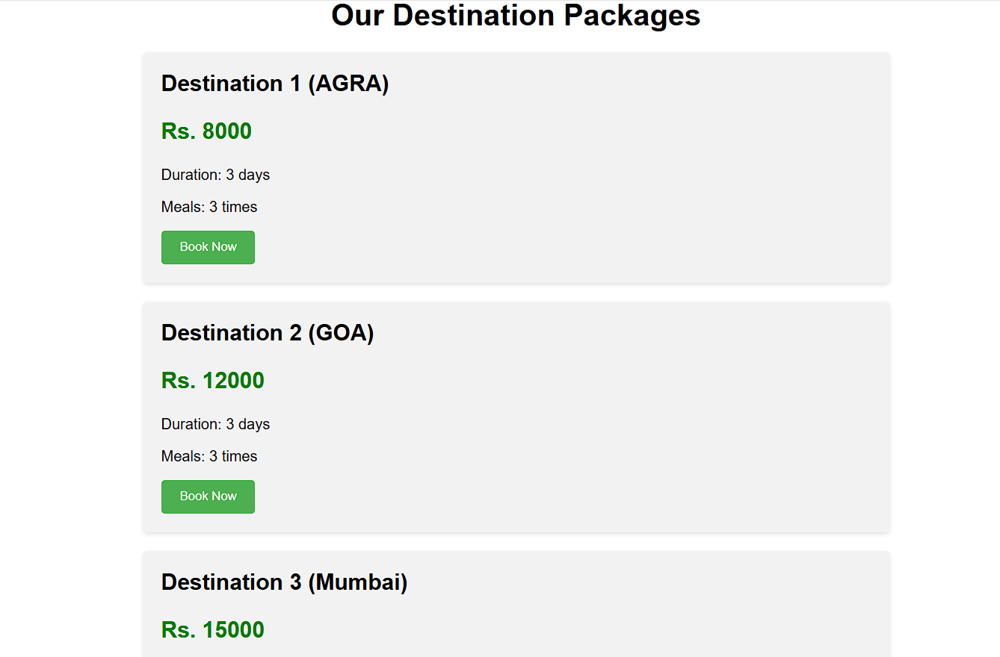 Our Destination Packages
Destination 1 (AGRA)
Rs. 8000
Duration: 3 days
Meals: 3 times
Book Now
Destination 2 (GOA)
Rs. 12000
Duration: 3 days
Meals: 3 times
Book Now
Destination 3 (Mumbai)
Rs. 15000